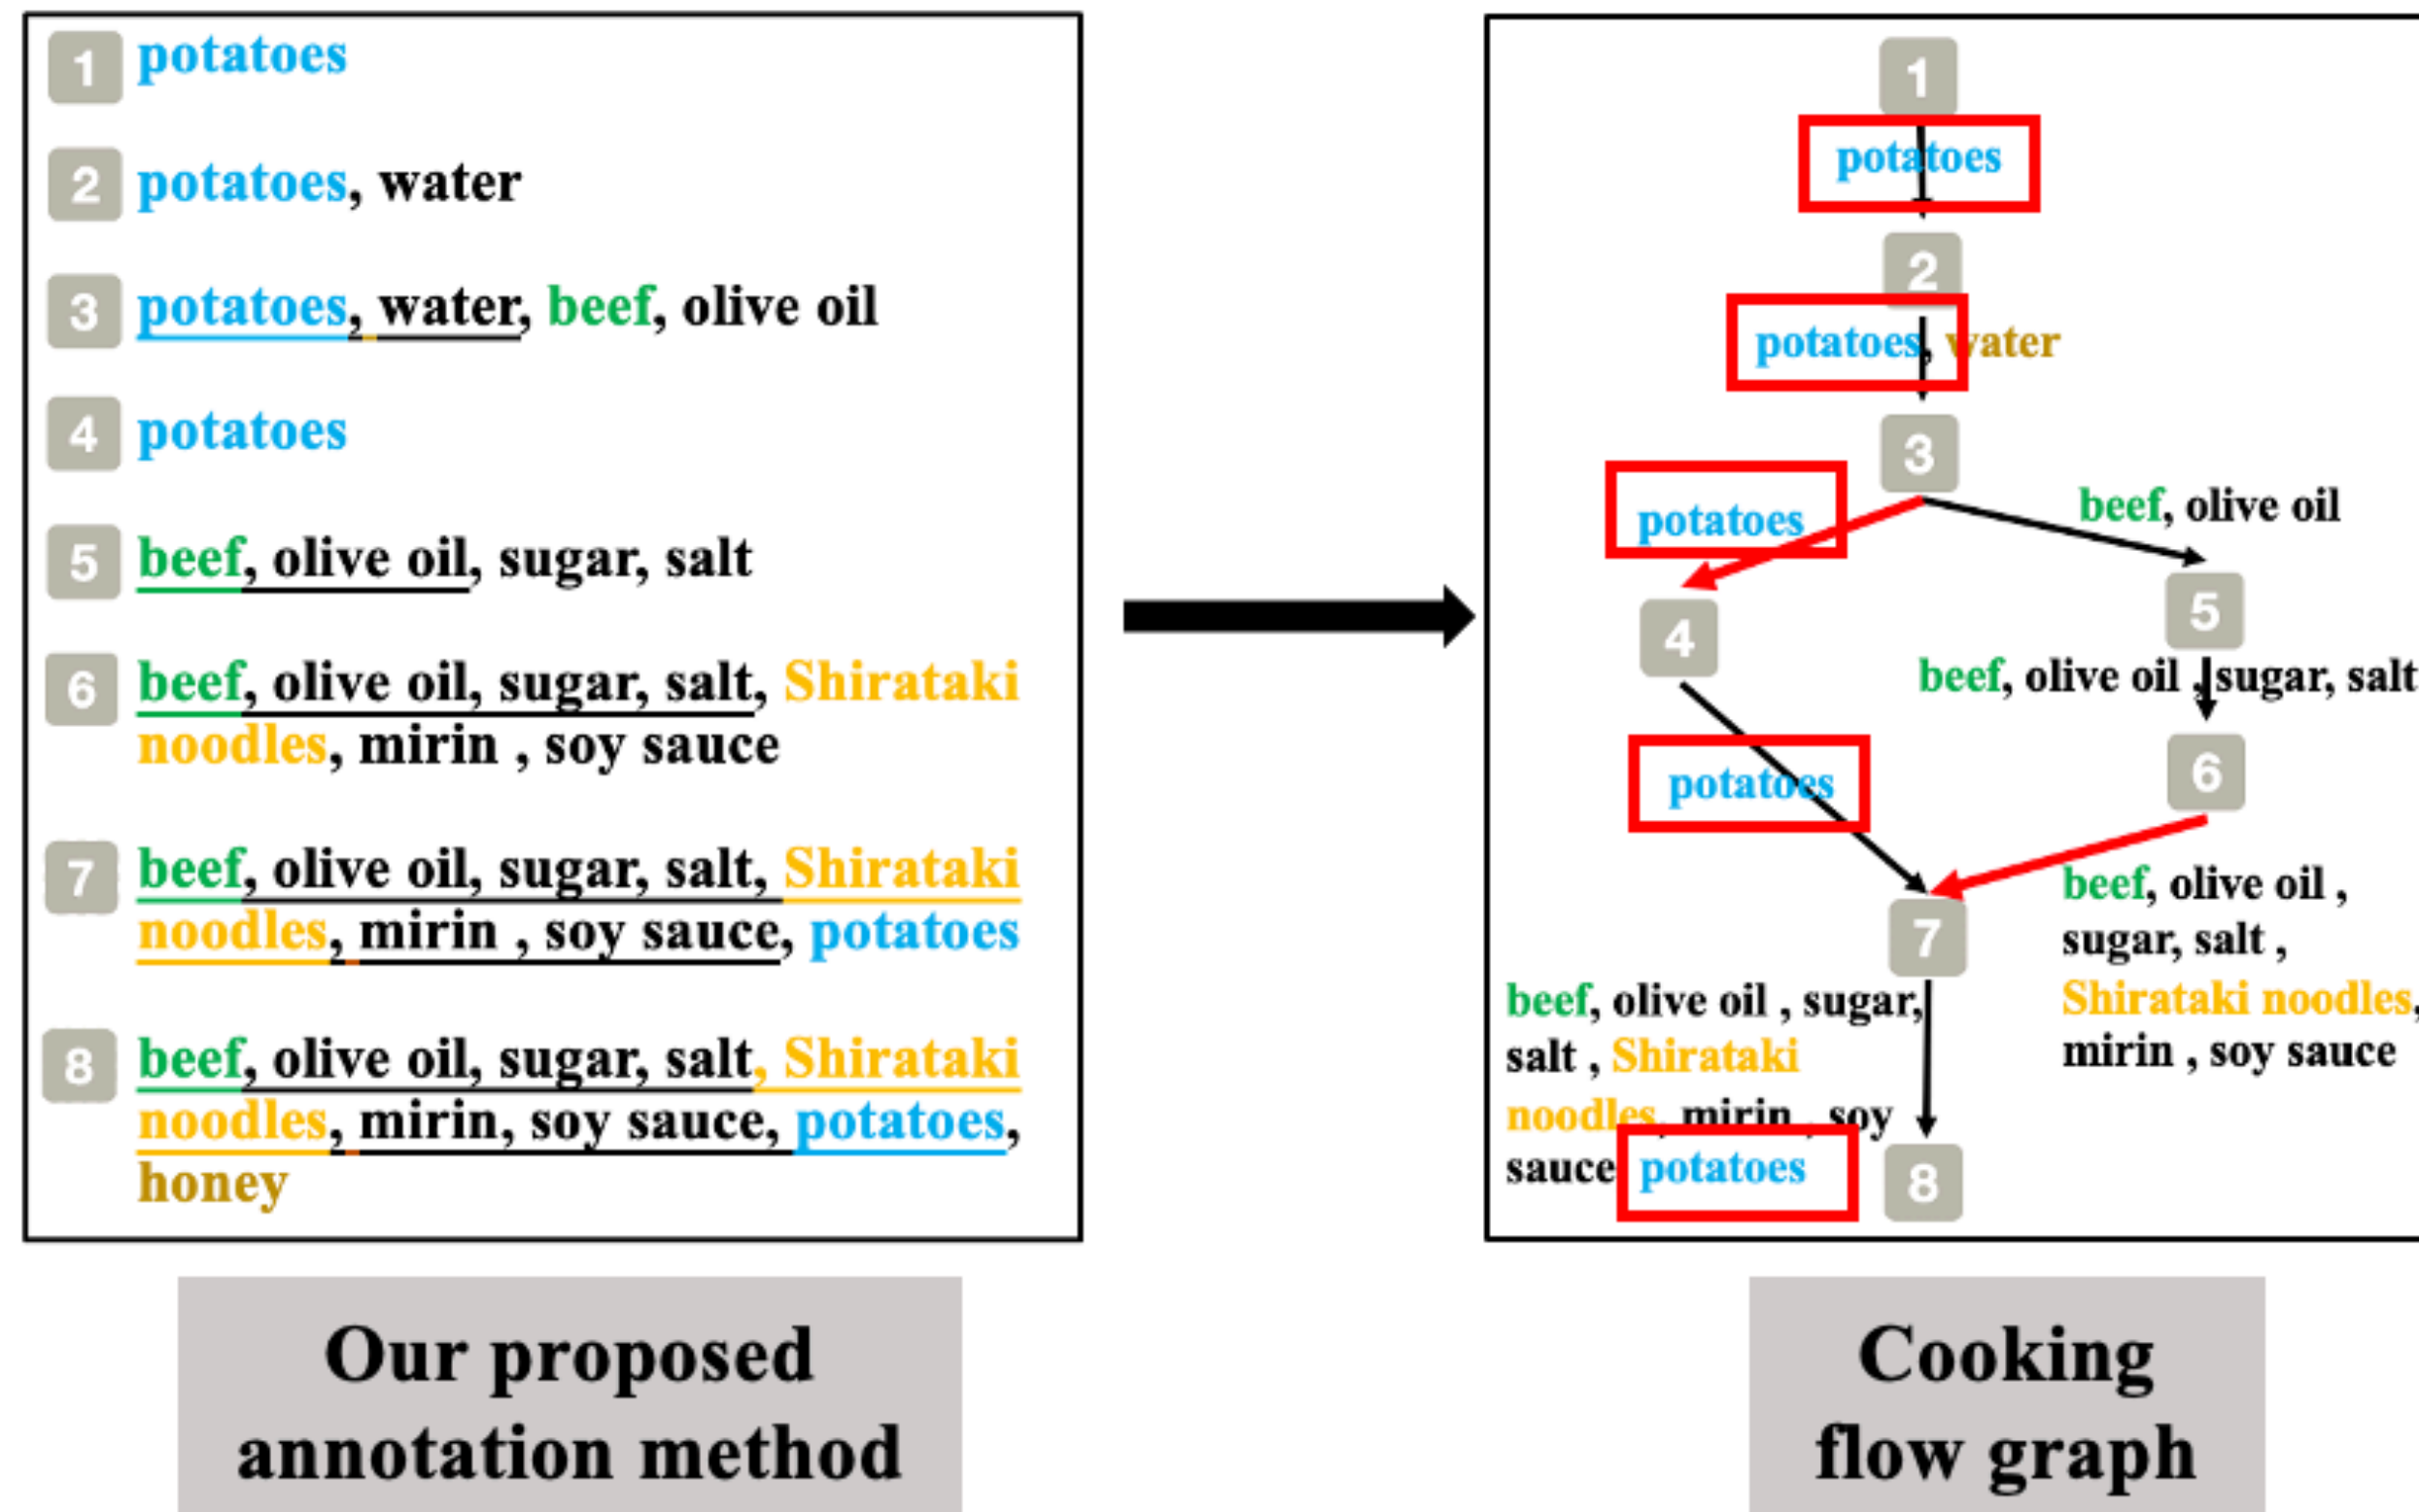 1 potatoes
2 potatoes, water
3 potatoes, water, beef, olive oil
4 potatoes
5 beef, olive oil, sugar, salt
6 beef, olive oil, sugar, salt, Shirataki
noodles, mirin , soy sauce
7 beef, olive oil, sugar, salt, Shirataki
noodles, mirin , soy sauce, potatoes
8 beef, olive oil, sugar, salt, Shirataki
noodles, mirin, soy sauce, potatoes,
honey
Our proposed
annotation method
1
potatoes
2
potatoes, water
3
potatoes
beef, olive oil
4
5
beef, olive oil , sugar, salt
potatoes
6
7
beef, olive oil ,
sugar, salt ,
Shirataki noodles,
mirin , soy sauce
beef, olive oil , sugar,
salt , Shirataki
noodles, mirin , soy
sauce potatoes
8
Cooking
flow graph